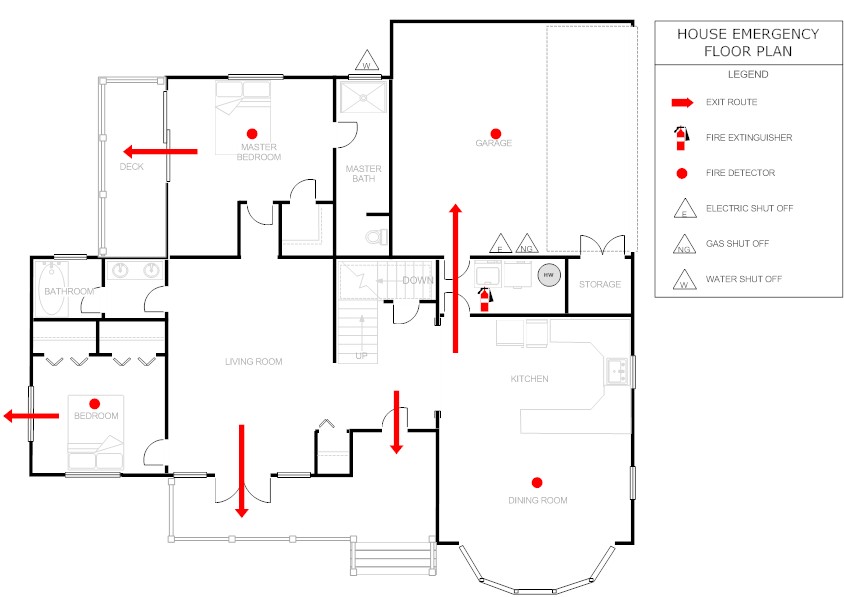 HOUSE EMERGENCY
FLOOR PLAN
LEGEND
EXIT ROUTE
FIRE EXTINGUISHER
FIRE DETECTOR
E
ELECTRIC SHUT OFF
NG
GAS SHUT OFF
W
WATER SHUT OFF
W
MASTER
BEDROOM
DECK
MASTER
BATH
GARAGE
E
NG
HW
STORAGE
BATHROOM
DOWN
UP
LIVING ROOM
KITCHEN
BEDROOM
DINING ROOM